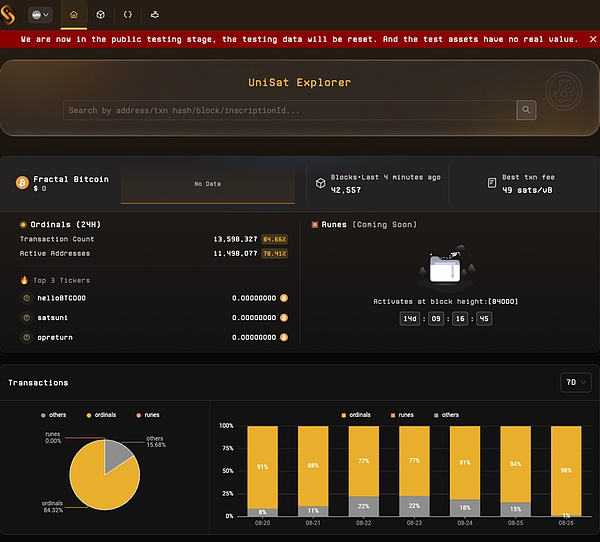 We are now in the public testing stage, the testing data will be reset. And the test assets have no real value.
UniSat Explorer
Search by address/txn hash/block/inscriptionId...
Fractal Bitcoin
$ 0
No Data
Blocks•Last 4 minutes ago
42,557
Best txn fee
49 sats/vB
Ordinals (24H)
Transaction Count 13,598,327 84.66%
Active Addresses 11,498,077 78.41%
Top 3 Tickers
helloBTCOOO 0.00000000
satsuni 0.00000000
opreturn 0.00000000
Runes (Coming Soon)
Activates at block height:[84000]
14d : 09 : 16 : 45
Transactions 7D
others ordinals runes
runes
0.00%
others
15.68%
ordinals
84.32%
ordinals runes others
100%
75%
50%
25%
0%
91% 88% 77% 77% 81% 84% 98%
8% 11% 22% 22% 18% 15% 1%
08-20 08-21 08-22 08-23 08-24 08-25 08-26